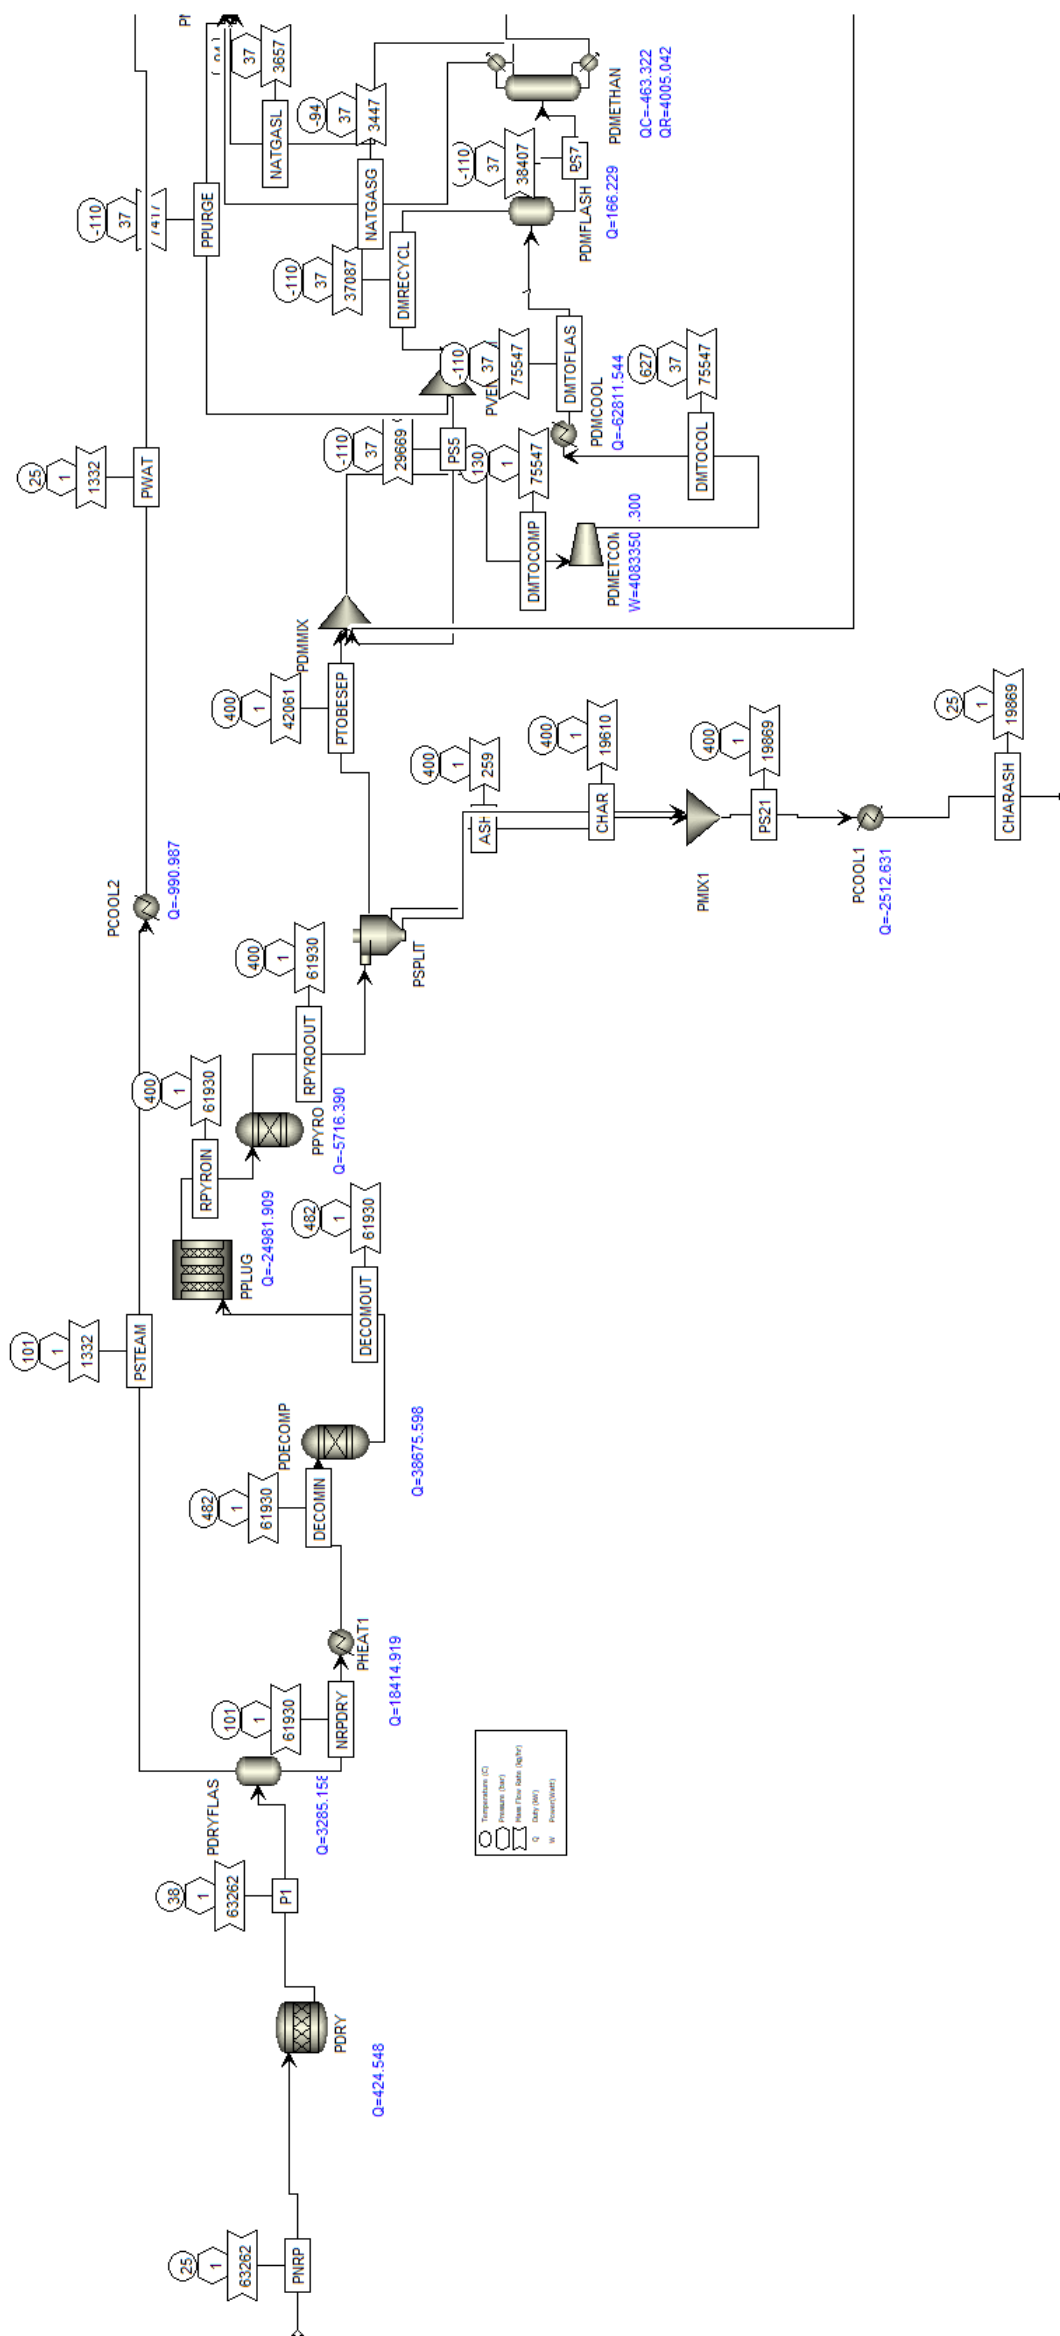 25
1
63262
PNRP
PDRY
Q=424.548
38
1
63262
P1
PDRYFLAS
Q=3285.158
101
1
61930
NRPDRY
PHEAT1
Q=18414.919
482
1
61930
DECOMIN
PDECOMP
Q=38675.598
482
1
61930
DECOMOUT
PPLUG
Q=-24981.909
400
1
61930
RPYROIN
PPYRO
Q=-5716.390
400
1
61930
RPYROOUT
PSPLIT
101
1
1332
PSTEAM
PCOOL2
Q=-990.987
25
1
1332
PWAT
400
1
259
ASH
400
1
19610
CHAR
PMIX1
400
1
19869
PS21
PCOOL1
Q=-2512.631
25
1
19869
CHARASH
400
1
42061
PTOBESEP
PDMMIX
130
1
75547
DMTOCOMP
PDMETCOM
W=4083350
.300
627
37
75547
DMTOCOL
PDMCOOL
Q=-62811.544
-110
37
75547
DMTOFLAS
-110
37
29669
PS5
-110
37
37087
DMRECYCL
-110
37
7417
PPURGE
PDMFLASH
Q=166.229
-110
37
38407
PS7
PDMETHAN
QC=-463.322
QR=4005.042
-94
37
3447
NATGASG
37
3657
NATGASL
Temperature (C)
Pressure (bar)
Mass Flow Rate (kg/hr)
Q Duty (kW)
W Power(Watt)